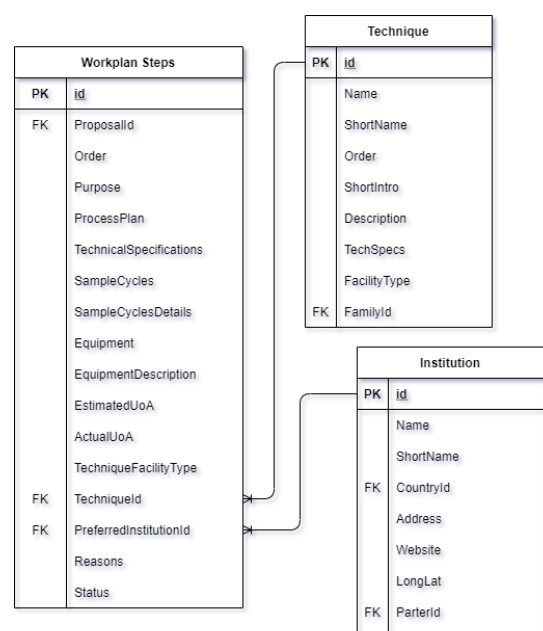 Workplan Steps
PK id
FK ProposalId
Order
Purpose
ProcessPlan
TechnicalSpecifications
SampleCycles
SampleCyclesDetails
Equipment
EquipmentDescription
EstimatedUoA
ActualUoA
TechniqueFacilityType
FK TechniqueId
FK PreferredInstitutionId
Reasons
Status
Technique
PK id
Name
ShortName
Order
ShortIntro
Description
TechSpecs
FacilityType
FK FamilyId
Institution
PK id
Name
ShortName
FK CountryId
Address
Website
LongLat
FK ParterId